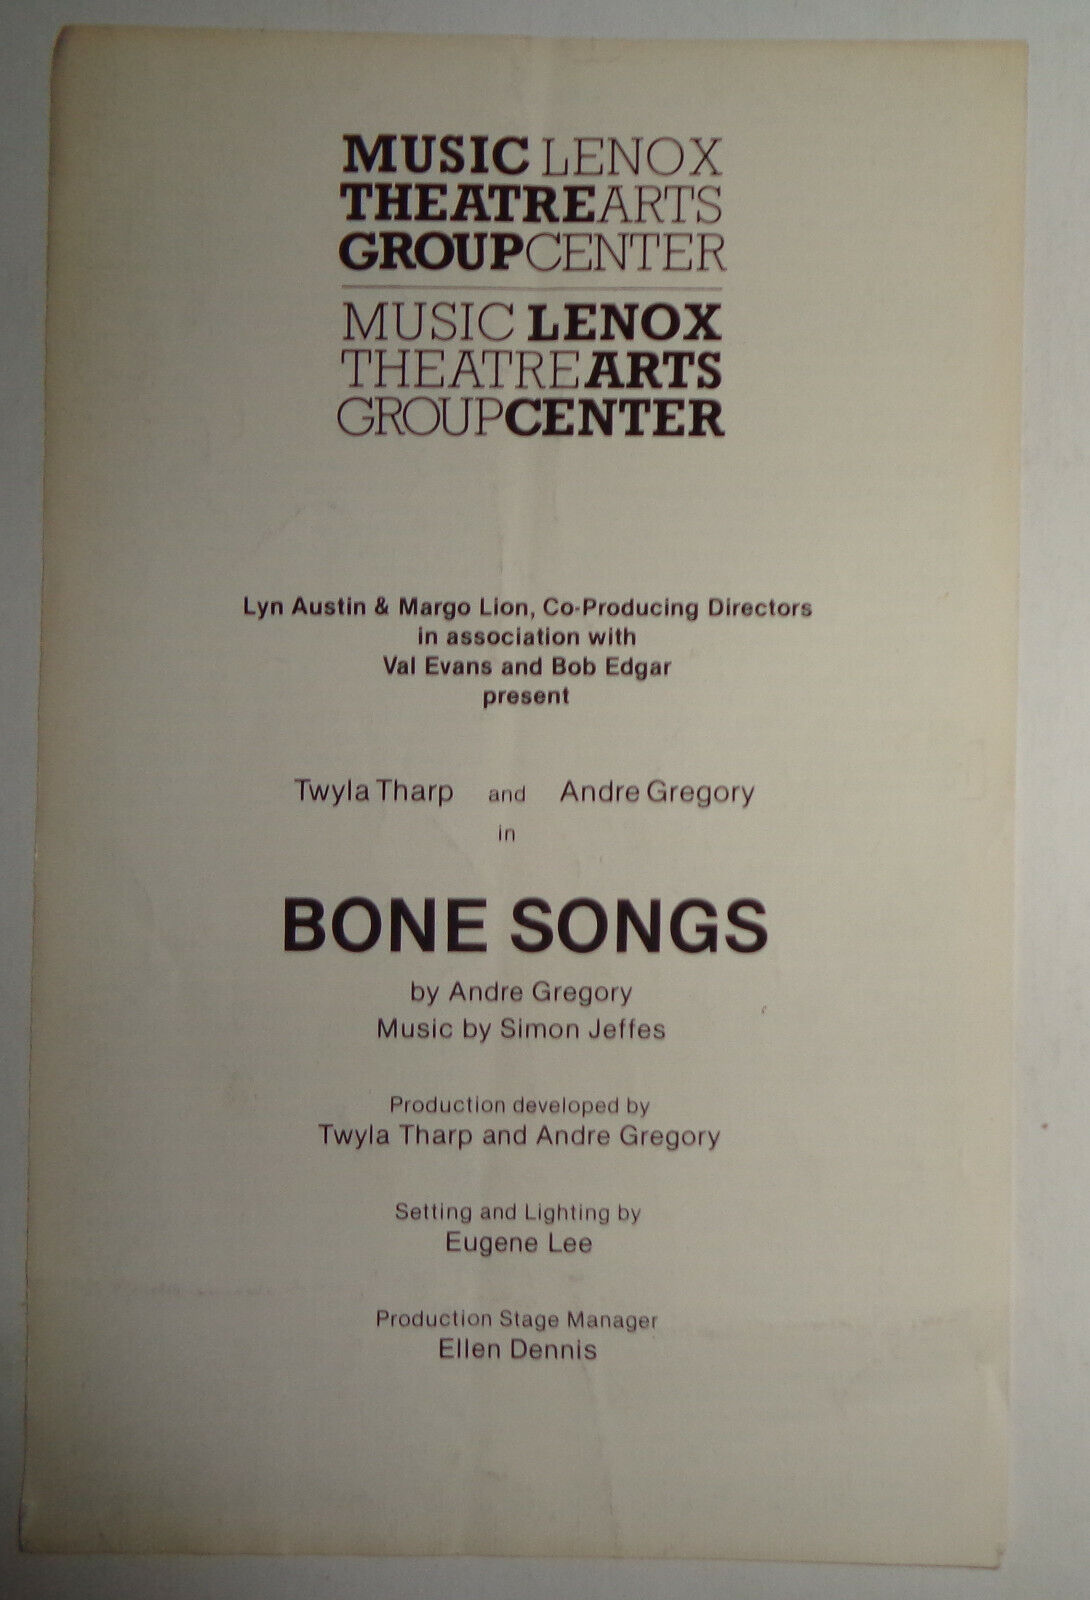 MUSIC LENOX
THEATRE ARTS
GROUP CENTER
MUSIC LENOX
THEATRE ARTS
GROUP CENTER
Lyn Austin & Margo Lion, Co-Producing Directors
in association with
Val Evans and Bob Edgar
present
Twyla Tharp and Andre Gregory
in
BONE SONGS
by Andre Gregory
Music by Simon Jeffes
Production developed by
Twyla Tharp and Andre Gregory
Setting and Lighting by
Eugene Lee
Production Stage Manager
Ellen Dennis